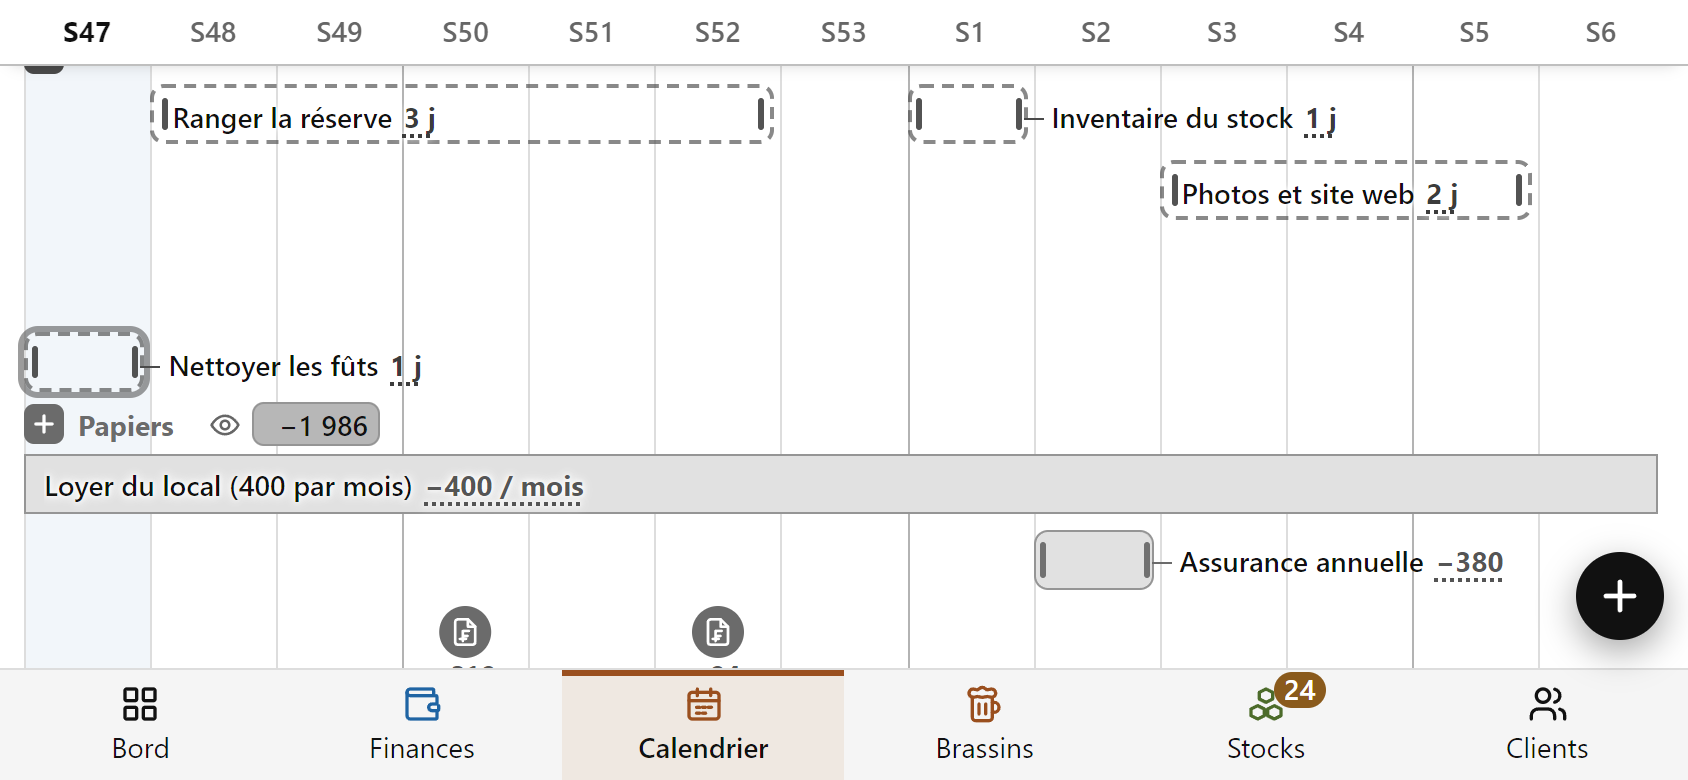 S47 S48 S49 S50 S51 S52 S53 S1 S2 S3 S4 S5 S6
Ranger la réserve 3 j
Inventaire du stock 1 j
Photos et site web 2 j
Nettoyer les fûts 1 j
Papiers −1 986
Loyer du local (400 par mois) −400 / mois
Assurance annuelle −380
24
Bord Finances Calendrier Brassins Stocks Clients